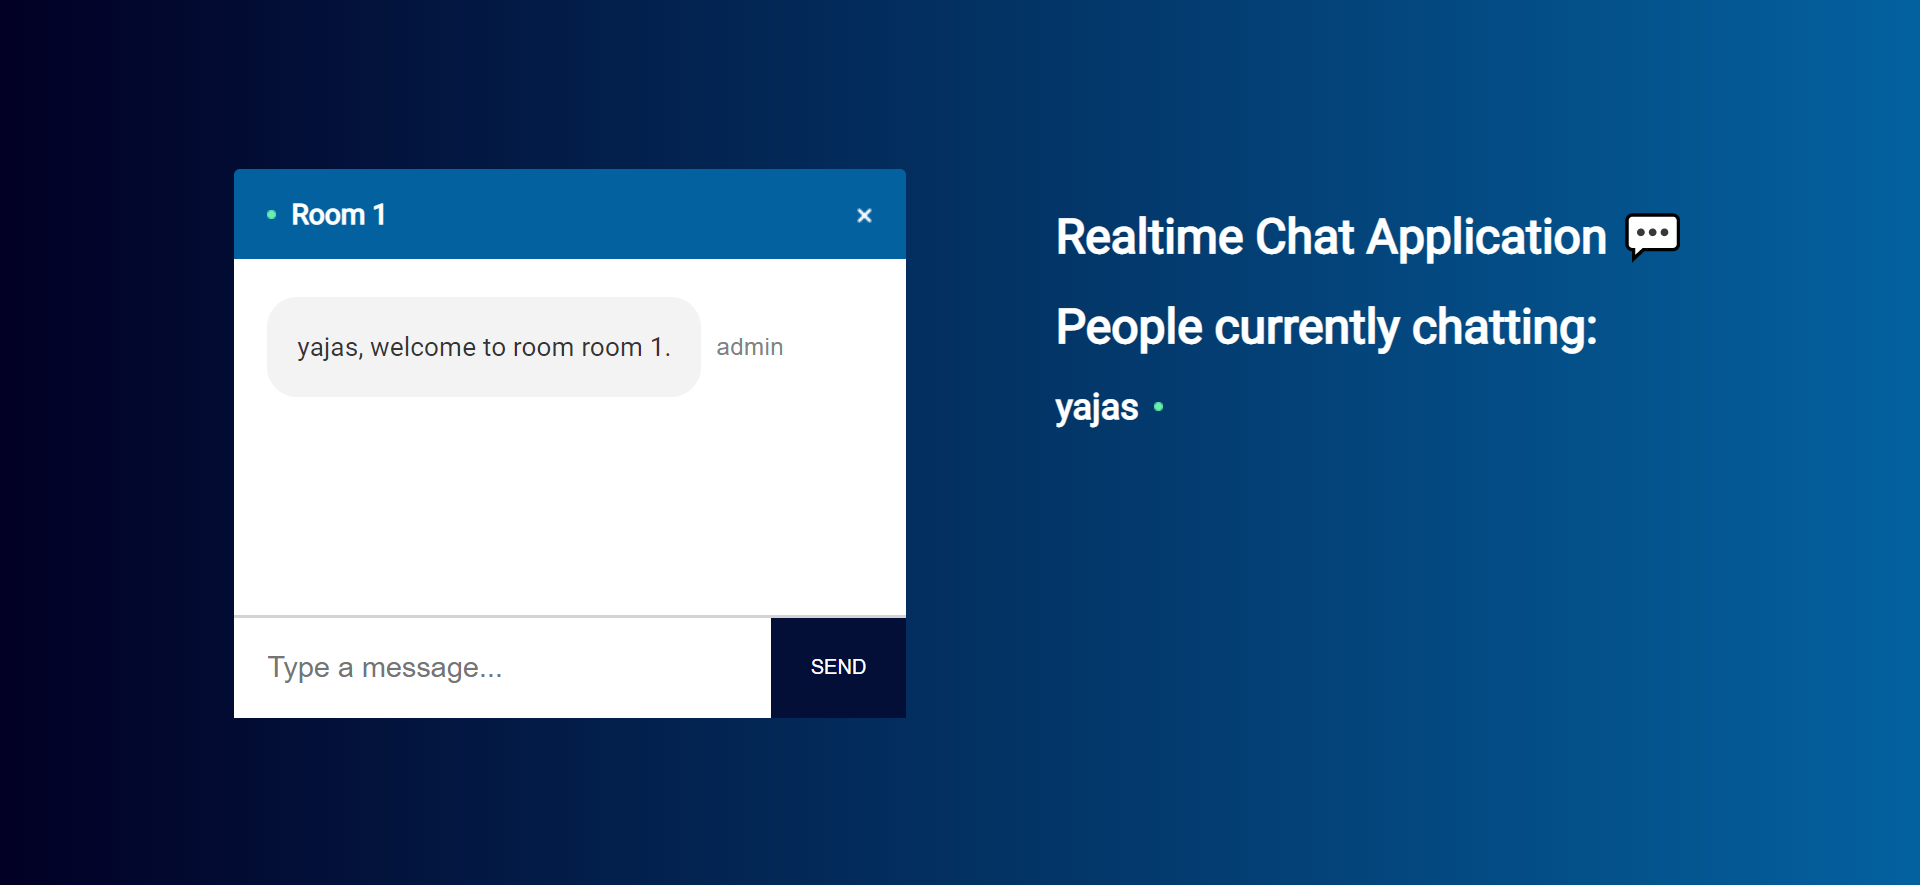 Room 1
yajas, welcome to room room 1.
admin
Type a message...
SEND
Realtime Chat Application 💬
People currently chatting:
yajas